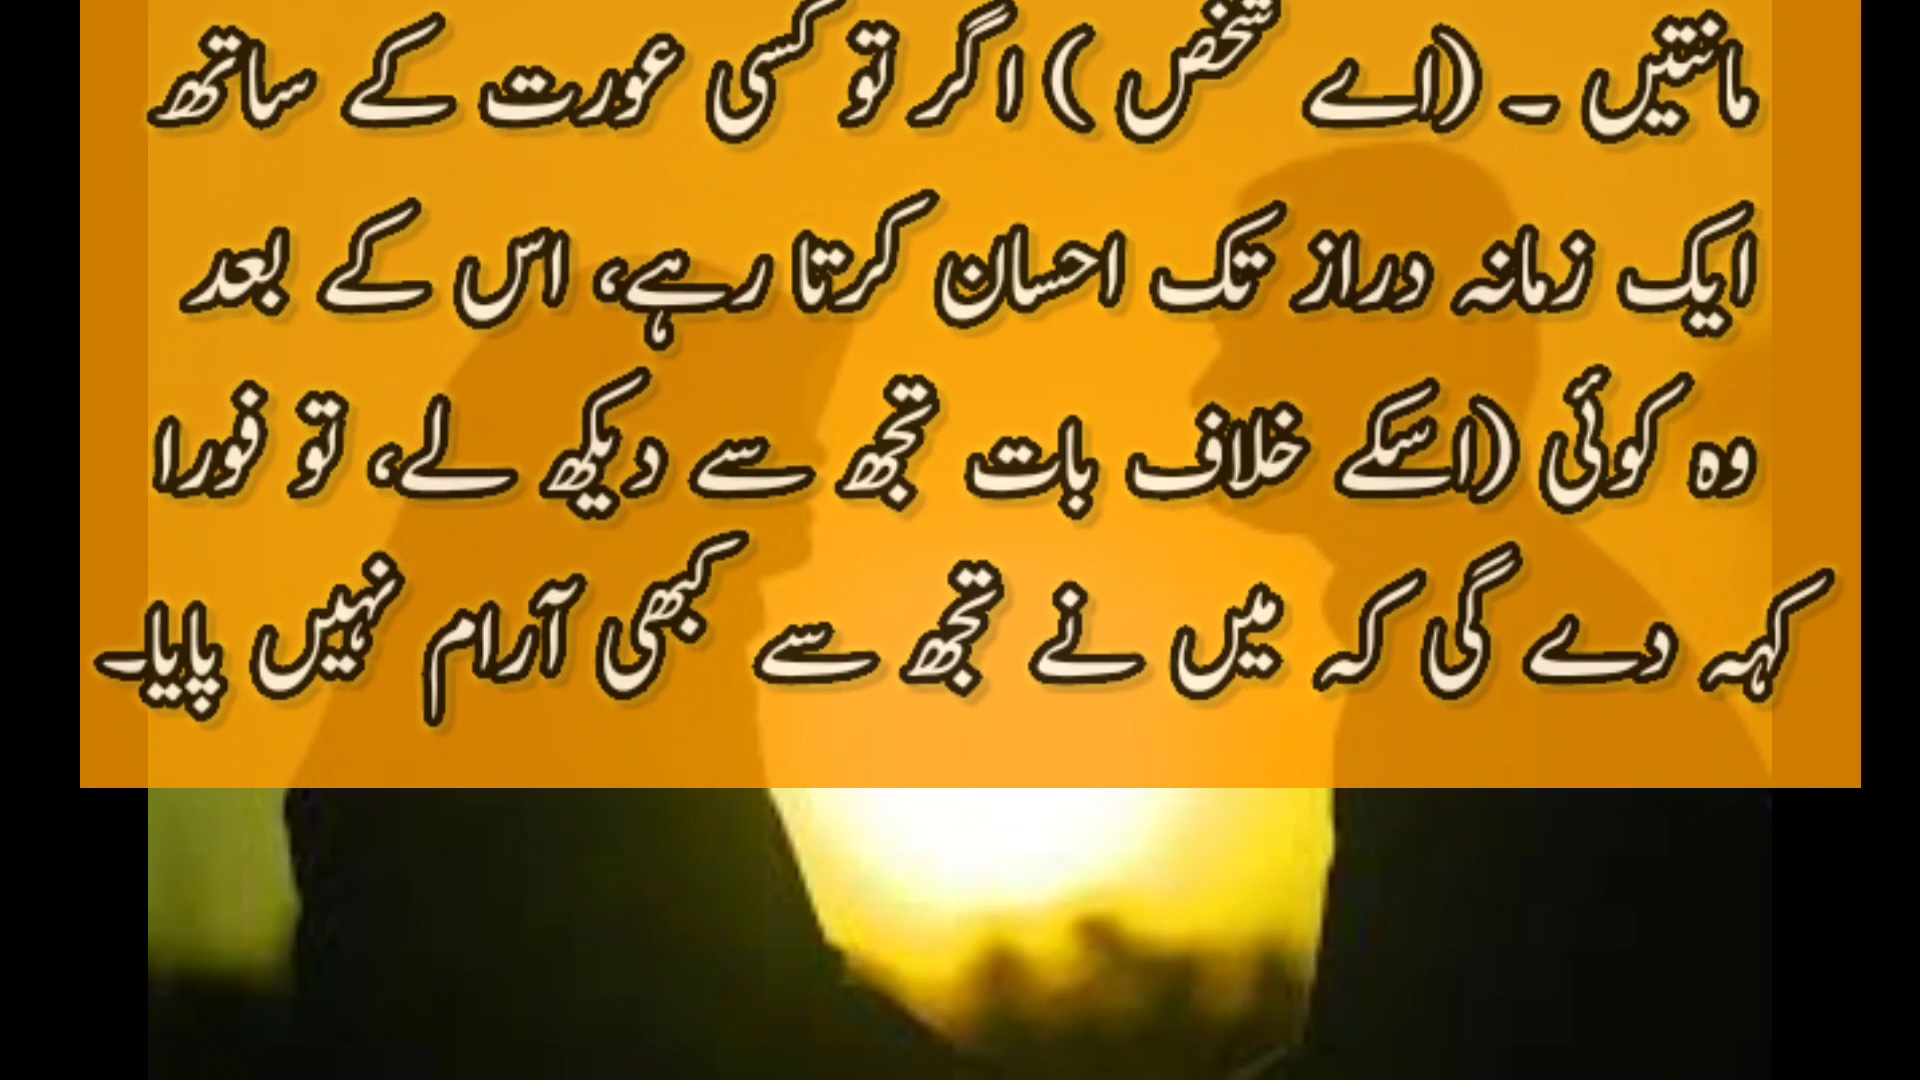 مانتیں ۔ (اے شخص ) اگر تو کسی عورت کے ساتھ
ایک زمانہ دراز تک احسان کرتا رہے، اس کے بعد
وہ کوئی (اسکے خلاف بات تجھ سے دیکھ لے، تو فورا
کہہ دے گی کہ میں نے تجھ سے کبھی آرام نہیں پایا۔